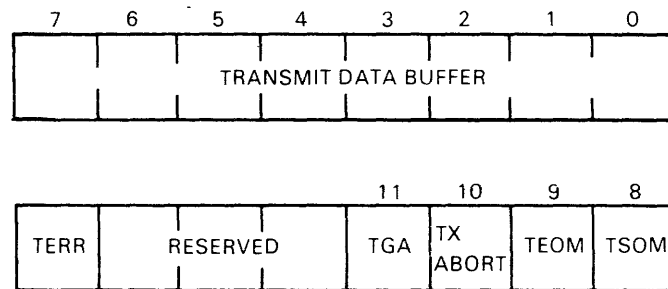 7 6 5 4 3 2 1 0
TRANSMIT DATA BUFFER
11 10 9 8
TERR RESERVED TGA TX ABORT TEOM TSOM